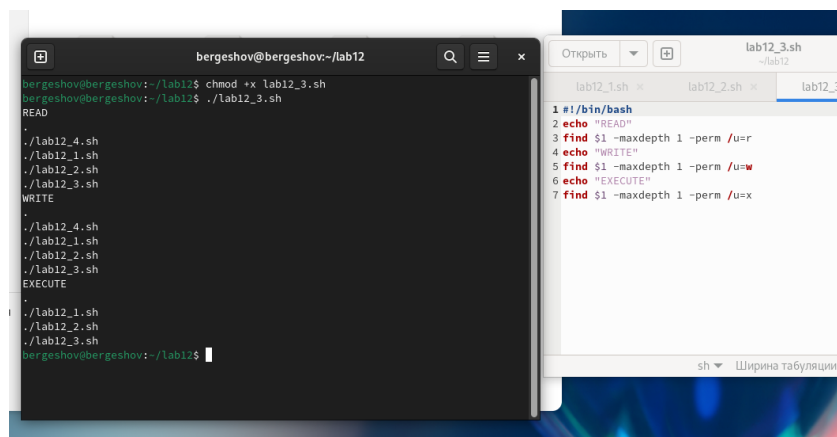 bergeshov@bergeshov:~/lab12
bergeshov@bergeshov:~/lab12$ chmod +x lab12_3.sh
bergeshov@bergeshov:~/lab12$ ./lab12_3.sh
READ
.
./lab12_4.sh
./lab12_1.sh
./lab12_2.sh
./lab12_3.sh
WRITE
.
./lab12_4.sh
./lab12_1.sh
./lab12_2.sh
./lab12_3.sh
EXECUTE
.
./lab12_1.sh
./lab12_2.sh
./lab12_3.sh
bergeshov@bergeshov:~/lab12$
Открыть
lab12_3.sh
~/lab12
lab12_1.sh × lab12_2.sh × lab12_3
1 #!/bin/bash
2 echo "READ"
3 find $1 -maxdepth 1 -perm /u=r
4 echo "WRITE"
5 find $1 -maxdepth 1 -perm /u=w
6 echo "EXECUTE"
7 find $1 -maxdepth 1 -perm /u=x
sh Ширина табуляции